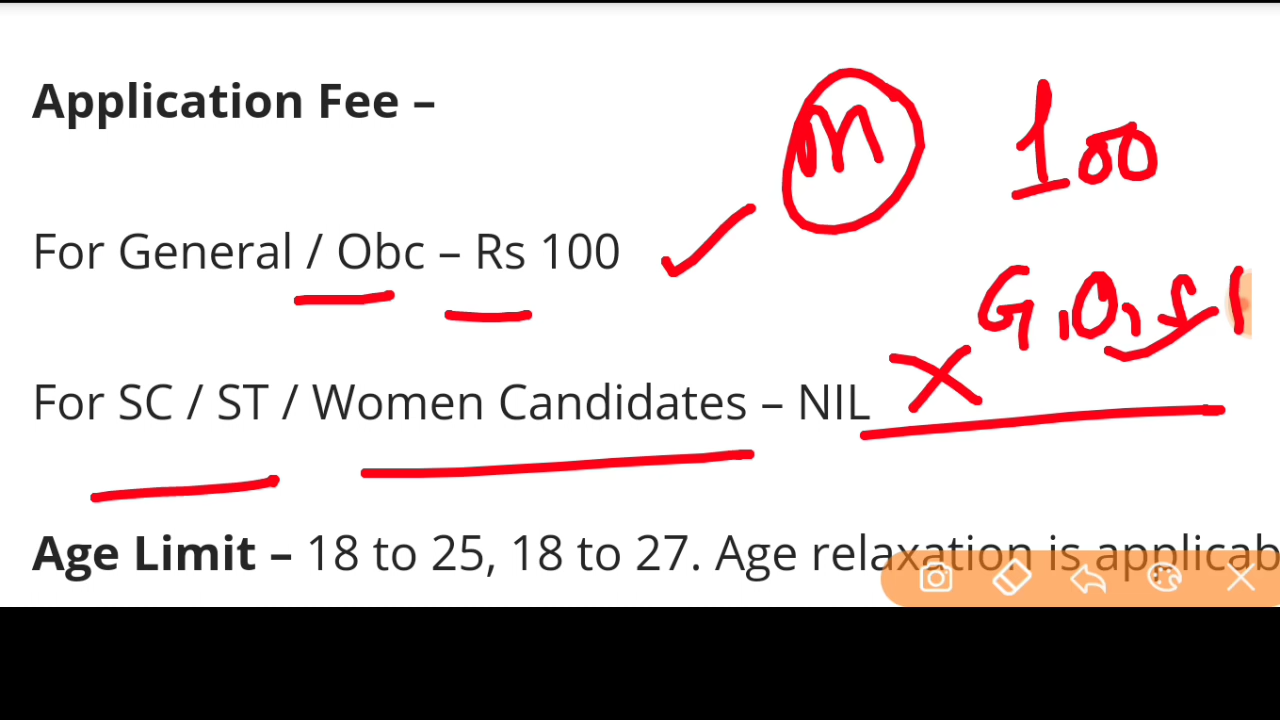 Application Fee –
m 100
For General / Obc – Rs 100
G, O,
For SC / ST / Women Candidates – NIL
Age Limit – 18 to 25, 18 to 27. Age relaxation is applicab